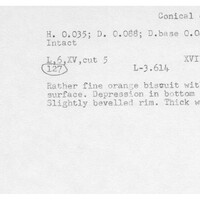 Conical
H. 0.035; D. 0.088; D.base 0.0
Intact
L,6,XV,cut 5 XVI
127 L-3.614
Rather fine orange biscuit wit
surface. Depression in bottom
Slightly bevelled rim. Thick w